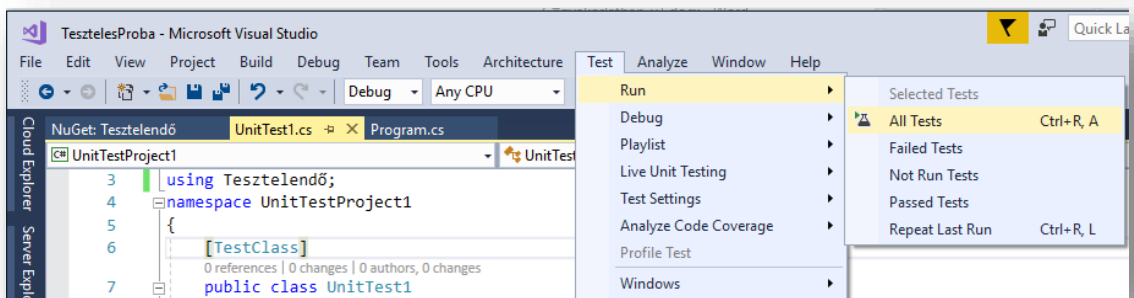 TesztelesProba - Microsoft Visual Studio
Quick La
File Edit View Project Build Debug Team Tools Architecture Test Analyze Window Help
Debug Any CPU
Run
Debug
Playlist
Live Unit Testing
Test Settings
Analyze Code Coverage
Profile Test
Windows
Selected Tests
All Tests Ctrl+R, A
Failed Tests
Not Run Tests
Passed Tests
Repeat Last Run Ctrl+R, L
Cloud Explorer
Server Explo
NuGet: Tesztelendő UnitTest1.cs Program.cs
C# UnitTestProject1 UnitTest
3 using Tesztelendő;
4 namespace UnitTestProject1
5 {
6 [TestClass]
0 references | 0 changes | 0 authors, 0 changes
7 public class UnitTest1